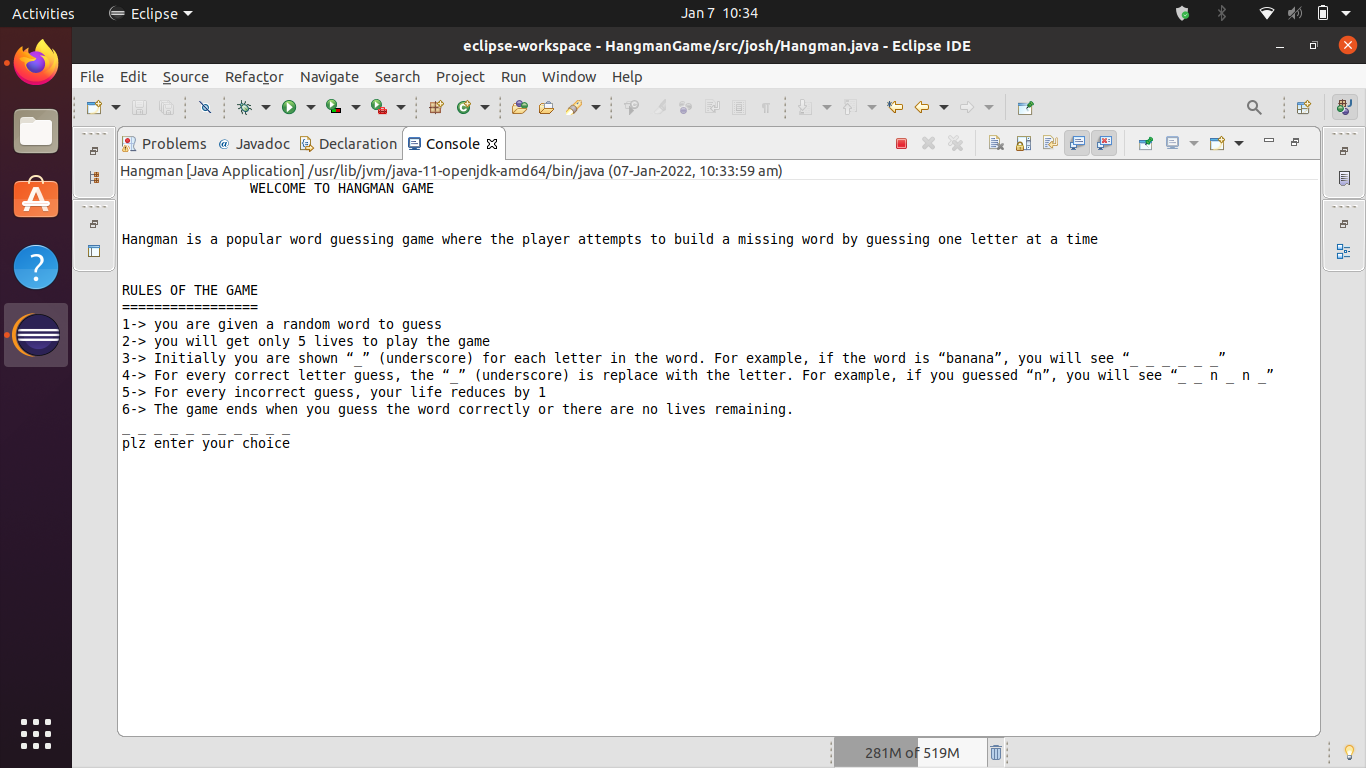 Activities Eclipse Jan 7 10:34
eclipse-workspace - HangmanGame/src/josh/Hangman.java - Eclipse IDE
File Edit Source Refactor Navigate Search Project Run Window Help
Problems @ Javadoc Declaration Console
Hangman [Java Application] /usr/lib/jvm/java-11-openjdk-amd64/bin/java (07-Jan-2022, 10:33:59 am)
WELCOME TO HANGMAN GAME
Hangman is a popular word guessing game where the player attempts to build a missing word by guessing one letter at a time
RULES OF THE GAME
=================
1-> you are given a random word to guess
2-> you will get only 5 lives to play the game
3-> Initially you are shown “_” (underscore) for each letter in the word. For example, if the word is “banana”, you will see “_ _ _ _ _ _”
4-> For every correct letter guess, the “_” (underscore) is replace with the letter. For example, if you guessed “n”, you will see “_ _ n _ n _”
5-> For every incorrect guess, your life reduces by 1
6-> The game ends when you guess the word correctly or there are no lives remaining.
_ _ _ _ _ _ _ _ _ _ _
plz enter your choice
281M of 519M